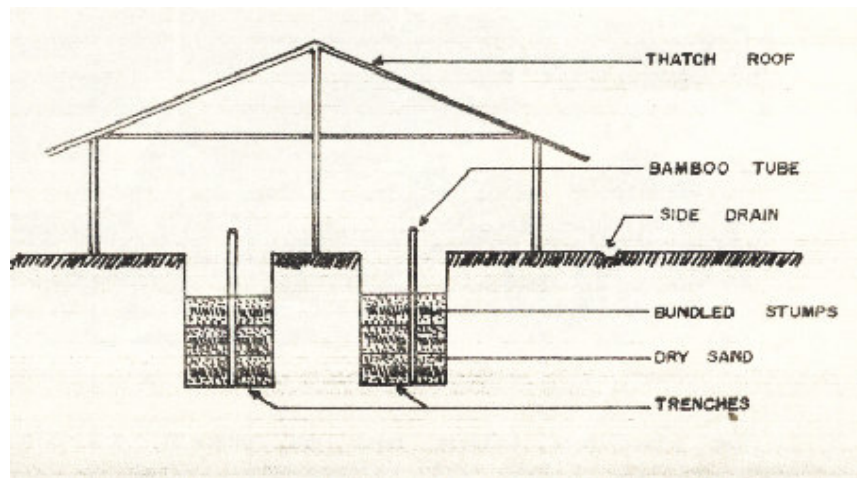 THATCH ROOF
BAMBOO TUBE
SIDE DRAIN
BUNDLED STUMPS
DRY SAND
TRENCHES